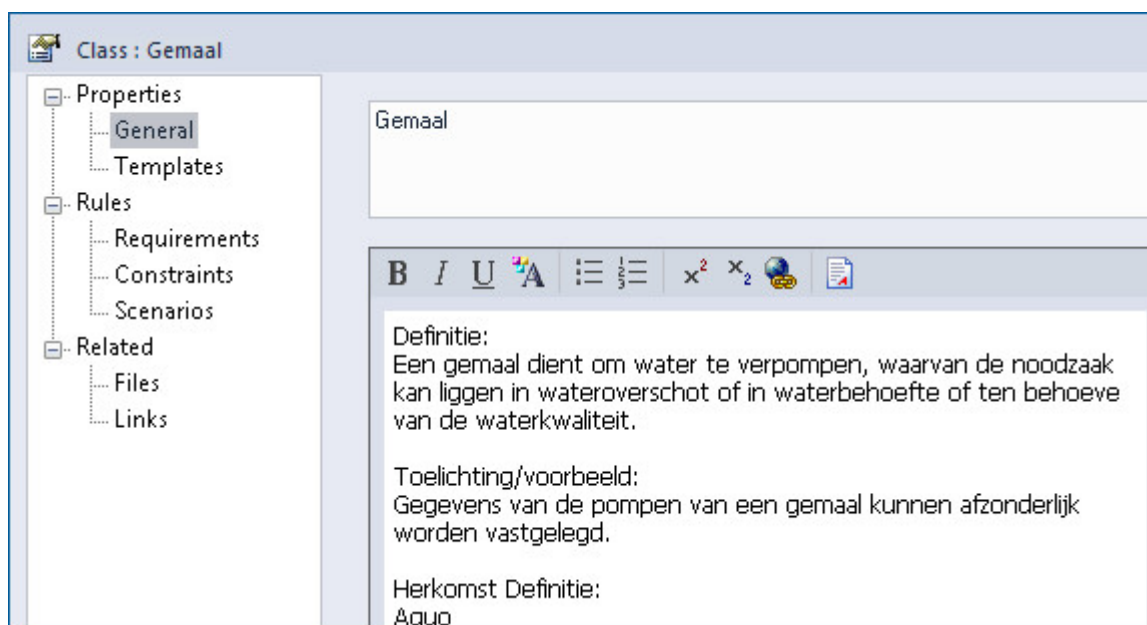 Class : Gemaal
Properties
General
Templates
Rules
Requirements
Constraints
Scenarios
Related
Files
Links
Gemaal
B I U A x² x₂
Definitie:
Een gemaal dient om water te verpompen, waarvan de noodzaak
kan liggen in wateroverschot of in waterbehoefte of ten behoeve
van de waterkwaliteit.
Toelichting/voorbeeld:
Gegevens van de pompen van een gemaal kunnen afzonderlijk
worden vastgelegd.
Herkomst Definitie:
Aquo